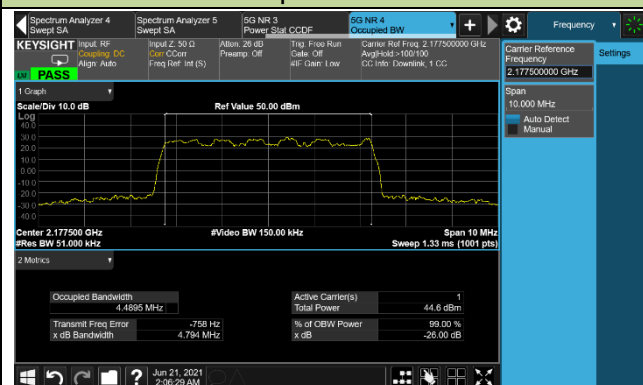 Spectrum Analyzer 4 Spectrum Analyzer 5 5G NR 3 5G NR 4 Frequency
Swept SA Swept SA Power Stat CCDF Occupied BW
KEYSIGHT Input: RF Input Z: 50 Ω Atten: 26 dB Trig: Free Run Carrier Ref Freq: 2.177500000 GHz
Coupling: DC Corr CCorr Preamp: Off Gate: Off Avg|Hold:>100/100
Align: Auto Freq Ref: Int (S) #IF Gain: Low CC Info: Downlink, 1 CC
PASS
Carrier Reference Frequency
2.177500000 GHz
Settings
Span
10.000 MHz
Auto Detect
Manual
1 Graph
Scale/Div 10.0 dB Ref Value 50.00 dBm
Log
40.0
30.0
20.0
10.0
0.00
-10.0
-20.0
-30.0
-40.0
Center 2.177500 GHz #Video BW 150.00 kHz Span 10 MHz
#Res BW 51.000 kHz Sweep 1.33 ms (1001 pts)
2 Metrics
Occupied Bandwidth Active Carrier(s) 1
4.4895 MHz Total Power 44.6 dBm
Transmit Freq Error -758 Hz % of OBW Power 99.00 %
x dB Bandwidth 4.794 MHz x dB -26.00 dB
? Jun 21, 2021
2:06:29 AM